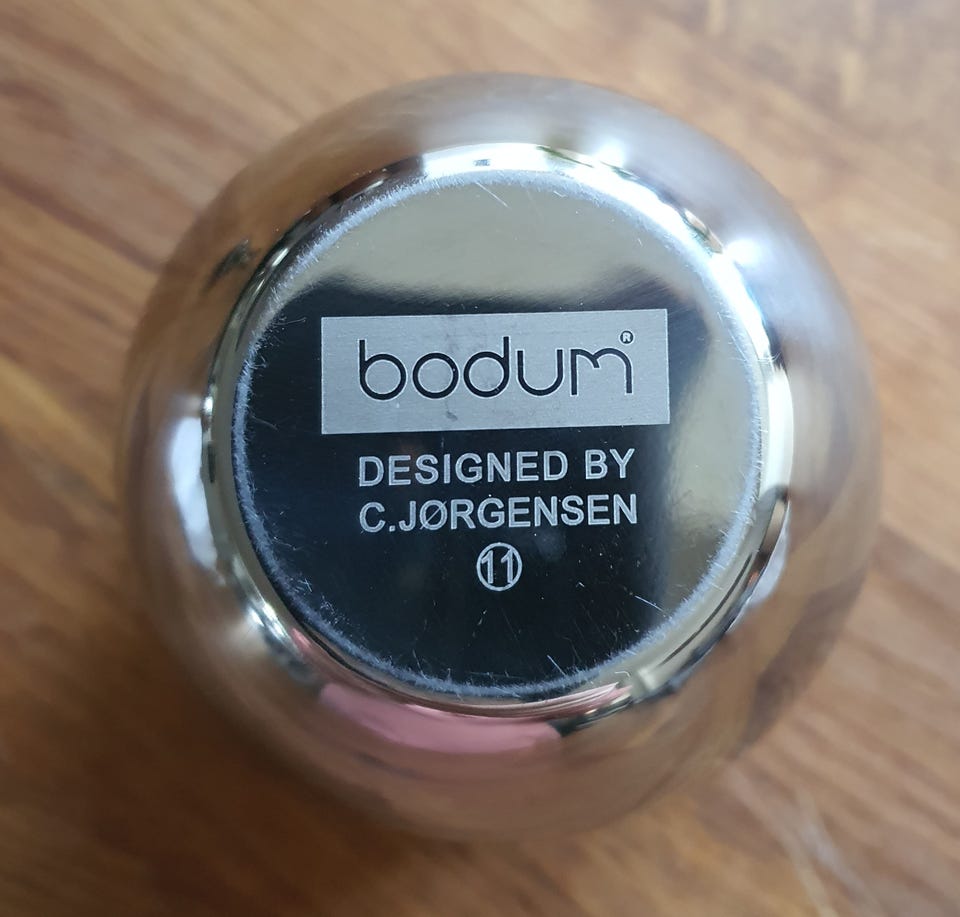 bodum®
DESIGNED BY
C.JØRGENSEN
11